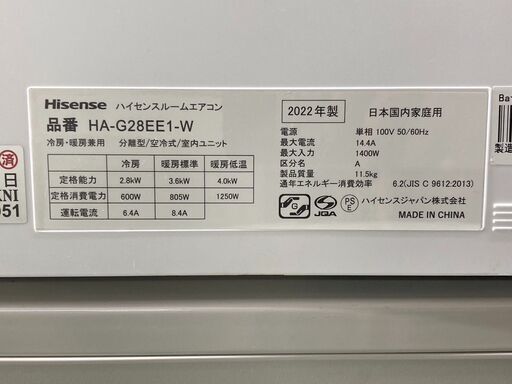 Hisense ハイセンスルームエアコン
品番 HA-G28EE1-W
冷房・暖房兼用 分離型/空冷式/室内ユニット
冷房 暖房標準 暖房低温
定格能力 2.8kW 3.6kW 4.0kW
定格消費電力 600W 805W 1250W
運転電流 6.4A 8.4A
2022年製 日本国内家庭用
電源 単相 100V 50/60Hz
最大電流 14.4A
最大入力 1400W
区分名 A
製品質量 11.5kg
通年エネルギー消費効率 6.2(JIS C 9612:2013)
G JQA PS E ハイセンスジャパン株式会社
MADE IN CHINA
済
日
KNI
051
Ba
製造